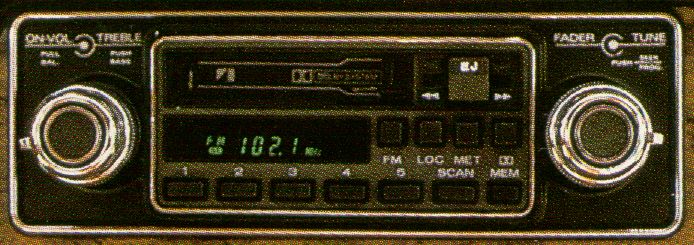 ON-VOL TREBLE
PULL PUSH
BAL BASS
FADER TUNE
PUSH
EJ
FM 102.1 MHz
FM LOC MET
1 2 3 4 5 SCAN MEM